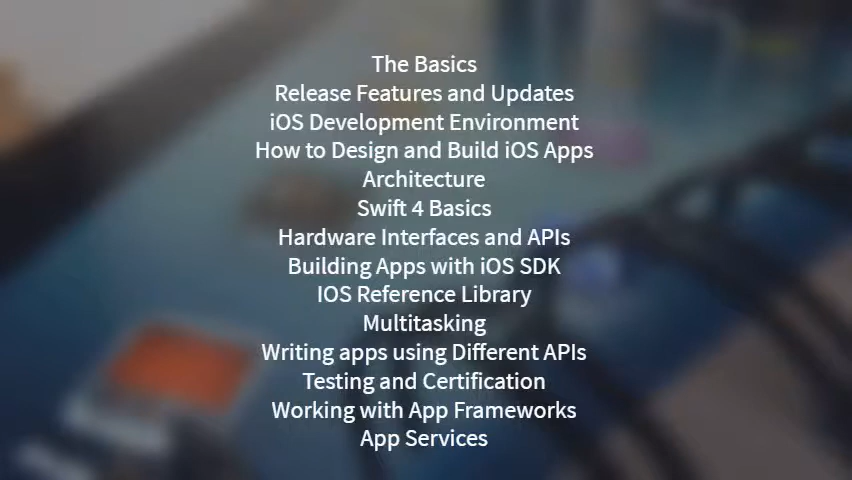 The Basics
Release Features and Updates
iOS Development Environment
How to Design and Build iOS Apps
Architecture
Swift 4 Basics
Hardware Interfaces and APIs
Building Apps with iOS SDK
IOS Reference Library
Multitasking
Writing apps using Different APIs
Testing and Certification
Working with App Frameworks
App Services